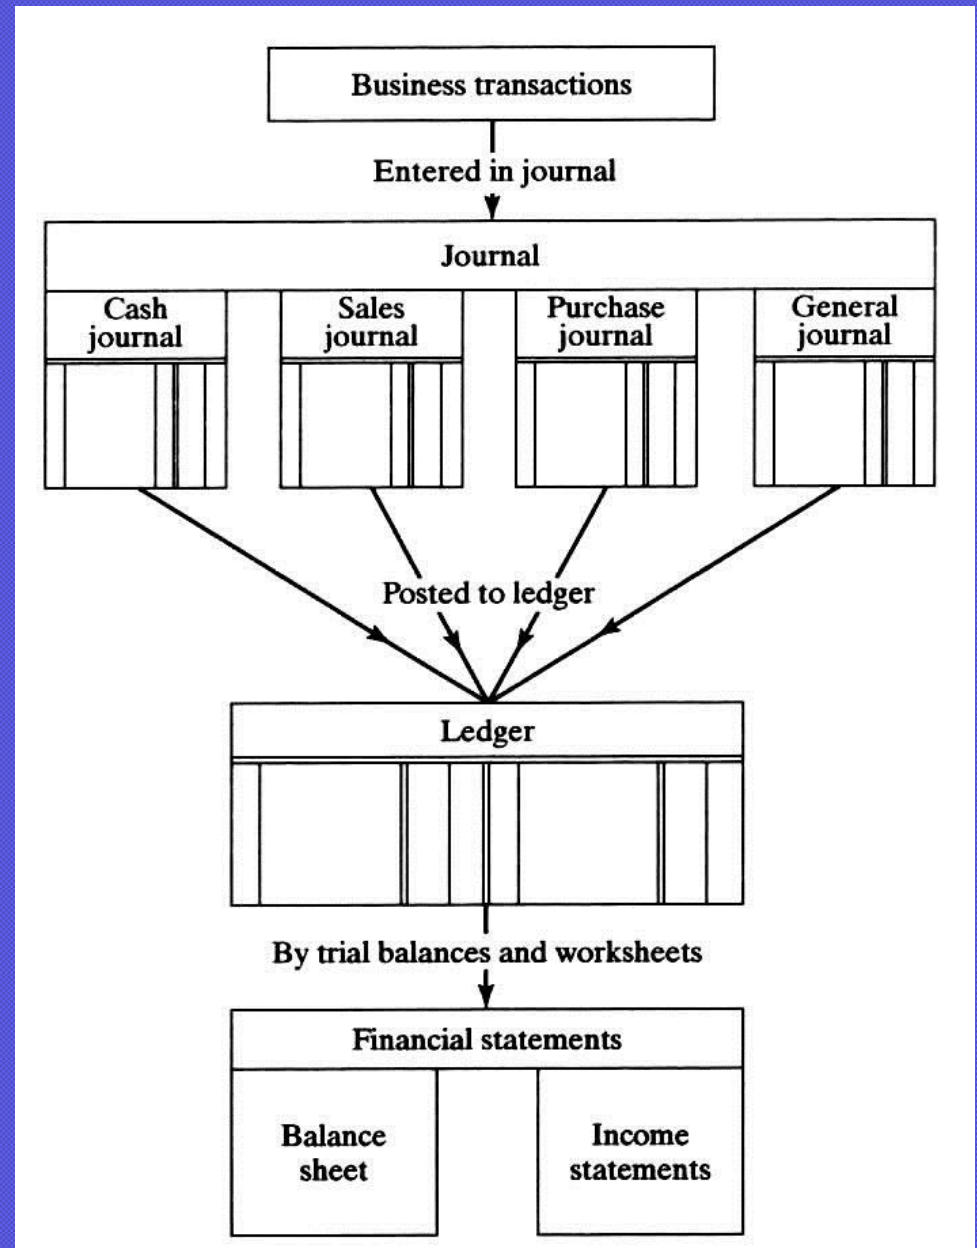 Business transactions
Entered in journal
Journal
Cash
journal
Sales
journal
Purchase
journal
General
journal
Posted to ledger
Ledger
By trial balances and worksheets
Financial statements
Balance
sheet
Income
statements